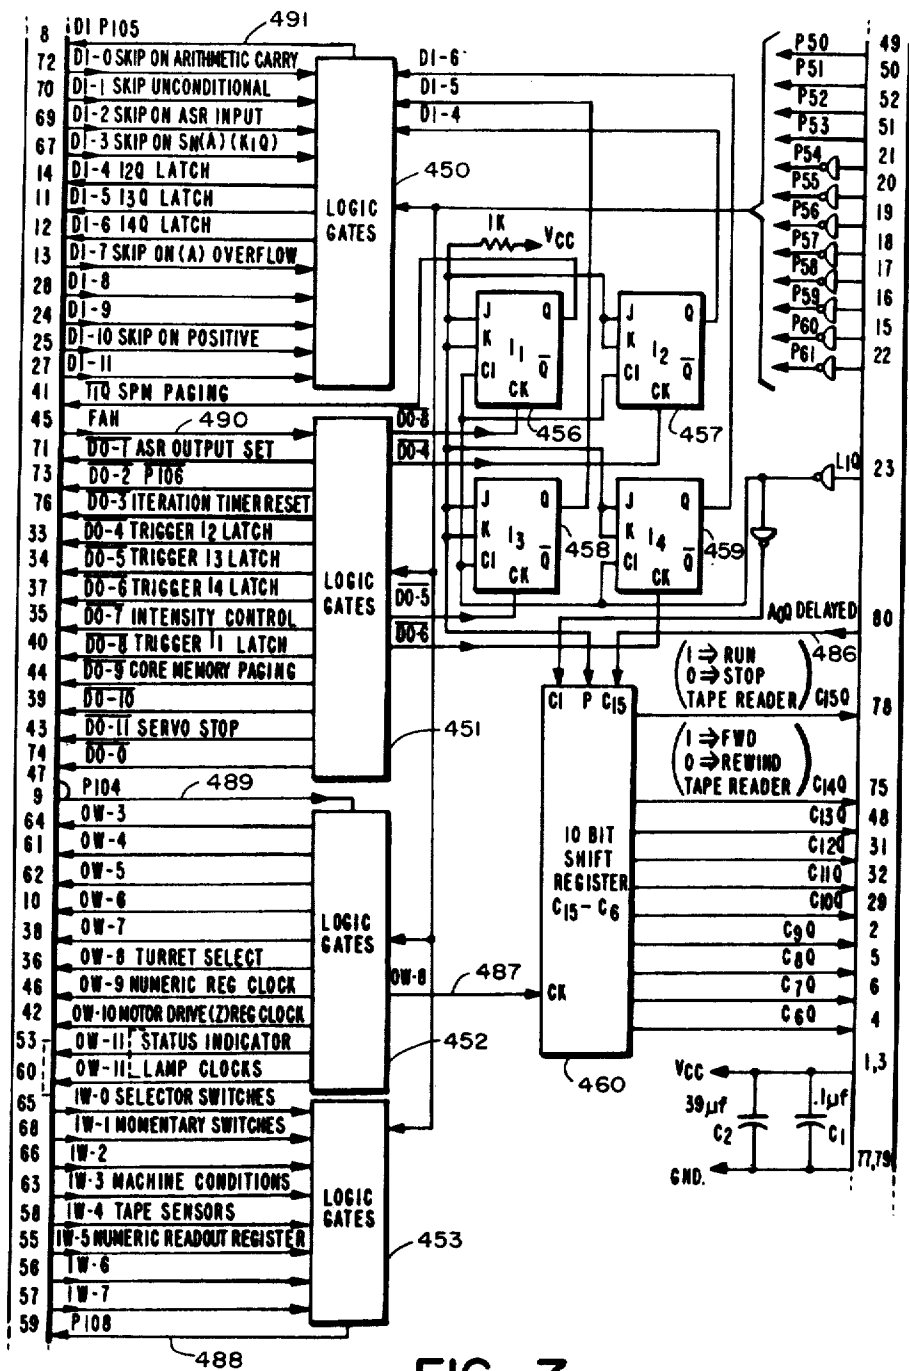 8 DI P105 491
72 DI-0 SKIP ON ARITHMETIC CARRY
70 DI-1 SKIP UNCONDITIONAL
69 DI-2 SKIP ON ASR INPUT
67 DI-3 SKIP ON SN(A)(K1Q)
14 DI-4 I2Q LATCH
11 DI-5 I3Q LATCH
12 DI-6 I4Q LATCH
13 DI-7 SKIP ON (A) OVERFLOW
28 DI-8
24 DI-9
25 DI-10 SKIP ON POSITIVE
27 DI-11
41 I1Q SPM PAGING
45 FAH 490
71 DO-1 ASR OUTPUT SET
73 DO-2 P106
76 DO-3 ITERATION TIMER RESET
33 DO-4 TRIGGER I2 LATCH
34 DO-5 TRIGGER I3 LATCH
37 DO-6 TRIGGER I4 LATCH
35 DO-7 INTENSITY CONTROL
40 DO-8 TRIGGER I1 LATCH
44 DO-9 CORE MEMORY PAGING
39 DO-10
43 DO-11 SERVO STOP
74 DO-0
47
9 P104 489
64 OW-3
61 OW-4
62 OW-5
10 OW-6
38 OW-7
36 OW-8 TURRET SELECT
46 OW-9 NUMERIC REG CLOCK
42 OW-10 MOTOR DRIVE (Z) REG CLOCK
53 OW-11 STATUS INDICATOR
60 OW-11 LAMP CLOCKS
65 IW-0 SELECTOR SWITCHES
68 IW-1 MOMENTARY SWITCHES
66 IW-2
63 IW-3 MACHINE CONDITIONS
58 IW-4 TAPE SENSORS
55 IW-5 NUMERIC READOUT REGISTER
56 IW-6
57 IW-7
59 P108
488
LOGIC
GATES
450
LOGIC
GATES
451
LOGIC
GATES
452
LOGIC
GATES
453
DI-6
DI-5
DI-4
1K VCC
J Q
K I1 Q
CI CK
456
J Q
K I2 Q
CI CK
457
J Q
K I3 Q
CI CK
458
J Q
K I4 Q
CI CK
459
DO-8
DO-4
DO-5
DO-6
OW-8 487
CI P C15
10 BIT
SHIFT
REGISTER
C15-C6
CK
460
P50 49
P51 50
P52 52
P53 51
P54 21
P55 20
P56 19
P57 18
P58 17
P59 16
P60 15
P61 22
L1Q 23
A0Q DELAYED 80
486
(1 ⇒ RUN
0 ⇒ STOP
TAPE READER)
C15Q 78
(1 ⇒ FWD
0 ⇒ REWIND
TAPE READER)
C14Q 75
C13Q 48
C12Q 31
C11Q 32
C10Q 29
C9Q 2
C8Q 5
C7Q 6
C6Q 4
VCC 1,3
39µf .1µf
C2 C1
GND. 77,79